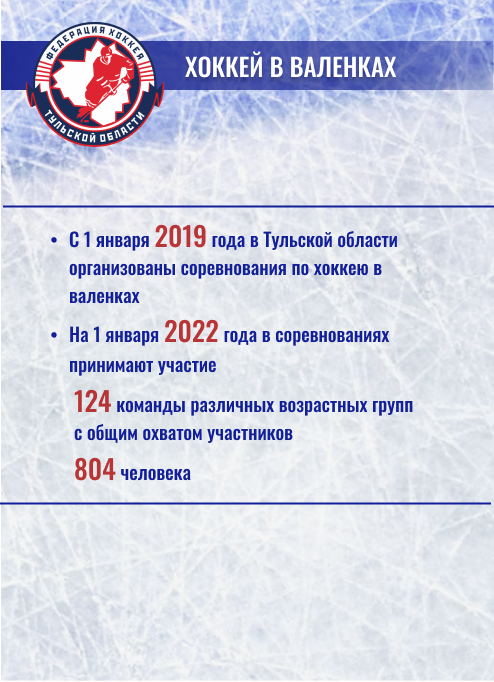 ФЕДЕРАЦИЯ ХОККЕЯ
ТУЛЬСКОЙ ОБЛАСТИ
ХОККЕЙ В ВАЛЕНКАХ
• С 1 января 2019 года в Тульской области
организованы соревнования по хоккею в
валенках
• На 1 января 2022 года в соревнованиях
принимают участие
124 команды различных возрастных групп
с общим охватом участников
804 человека